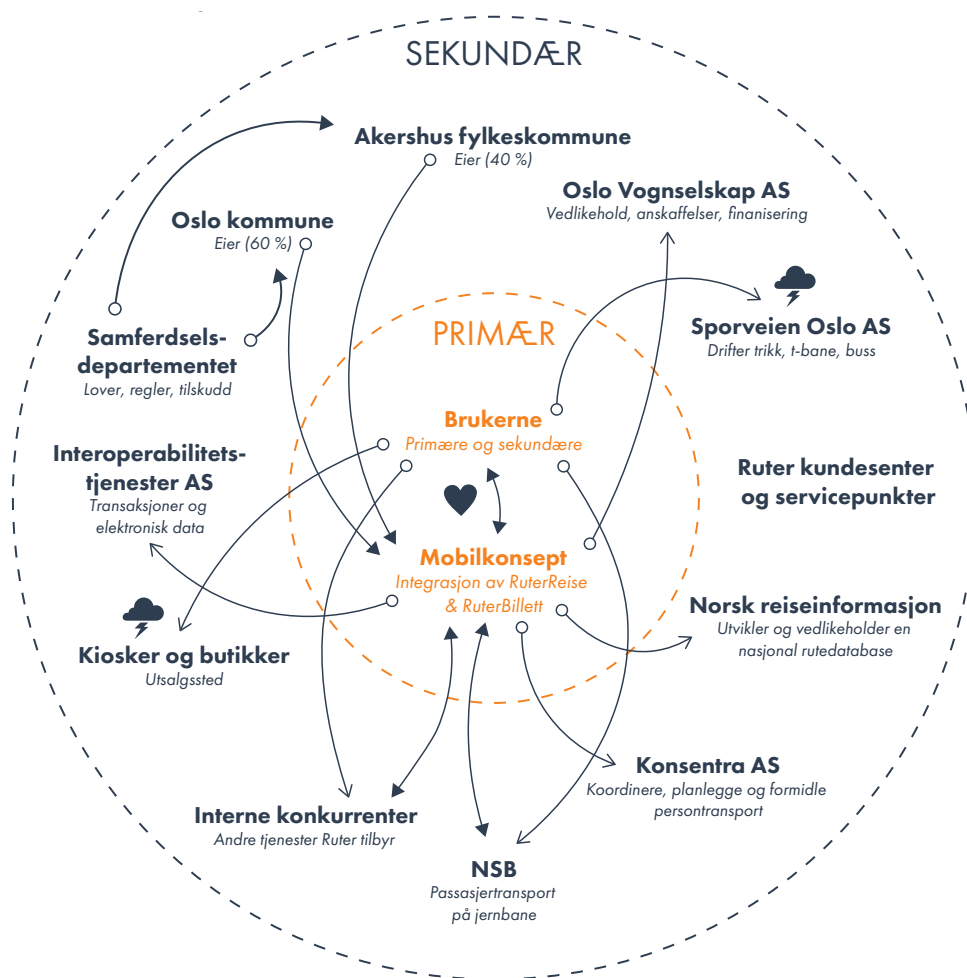 SEKUNDÆR
Akershus fylkeskommune
Eier (40 %)
Oslo Vognselskap AS
Vedlikehold, anskaffelser, finanisering
Oslo kommune
Eier (60 %)
Sporveien Oslo AS
Drifter trikk, t-bane, buss
Samferdsels-
departementet
Lover, regler, tilskudd
PRIMÆR
Brukerne
Primære og sekundære
Interoperabilitets-
tjenester AS
Transaksjoner og
elektronisk data
Ruter kundesenter
og servicepunkter
Mobilkonsept
Integrasjon av RuterReise
& RuterBillett
Norsk reiseinformasjon
Utvikler og vedlikeholder en
nasjonal rutedatabase
Kiosker og butikker
Utsalgssted
Konsentra AS
Koordinere, planlegge og formidle
persontransport
Interne konkurrenter
Andre tjenester Ruter tilbyr
NSB
Passasjertransport
på jernbane